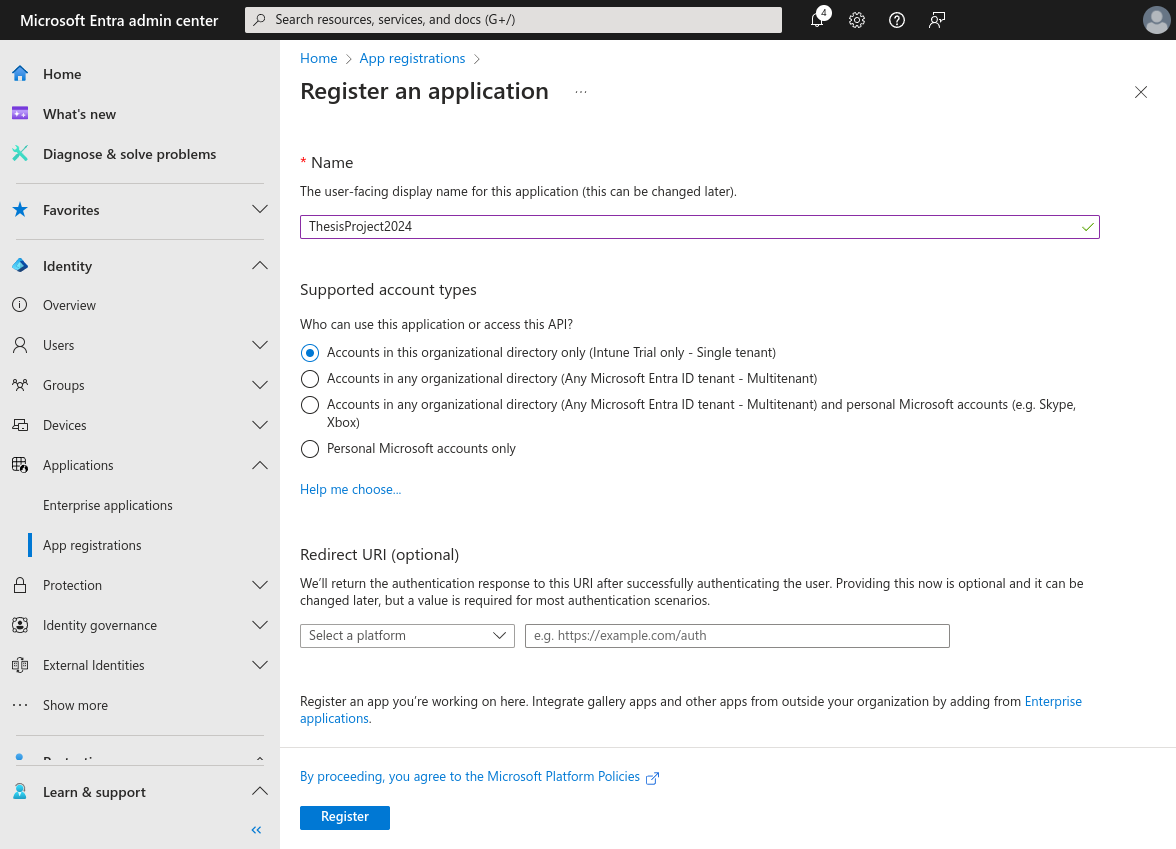 Microsoft Entra admin center
Search resources, services, and docs (G+/)
4
Home
What's new
Diagnose & solve problems
Favorites
Identity
Overview
Users
Groups
Devices
Applications
Enterprise applications
App registrations
Protection
Identity governance
External Identities
Show more
Learn & support
Home
App registrations
Register an application
* Name
The user-facing display name for this application (this can be changed later).
ThesisProject2024
Supported account types
Who can use this application or access this API?
Accounts in this organizational directory only (Intune Trial only - Single tenant)
Accounts in any organizational directory (Any Microsoft Entra ID tenant - Multitenant)
Accounts in any organizational directory (Any Microsoft Entra ID tenant - Multitenant) and personal Microsoft accounts (e.g. Skype,
Xbox)
Personal Microsoft accounts only
Help me choose...
Redirect URI (optional)
We'll return the authentication response to this URI after successfully authenticating the user. Providing this now is optional and it can be
changed later, but a value is required for most authentication scenarios.
Select a platform
e.g. https://example.com/auth
Register an app you're working on here. Integrate gallery apps and other apps from outside your organization by adding from Enterprise
applications.
By proceeding, you agree to the Microsoft Platform Policies
Register